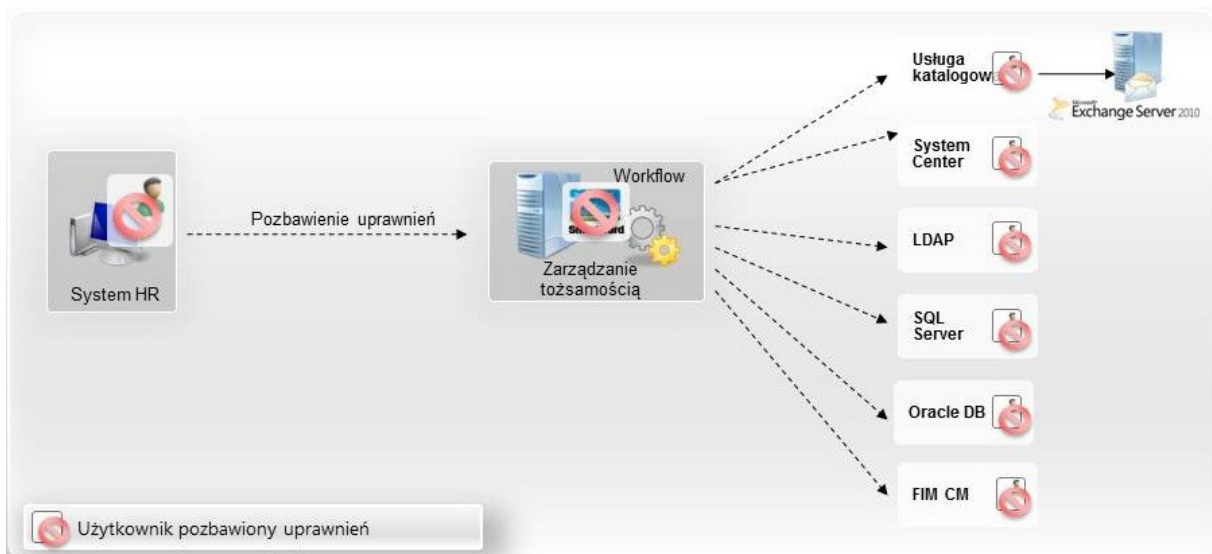 Usługa
katalogow
Microsoft
Exchange Server 2010
System
Center
Workflow
Pozbawienie uprawnień
LDAP
Zarządzanie
tożsamością
System HR
SQL
Server
Oracle DB
FIM CM
Użytkownik pozbawiony uprawnień